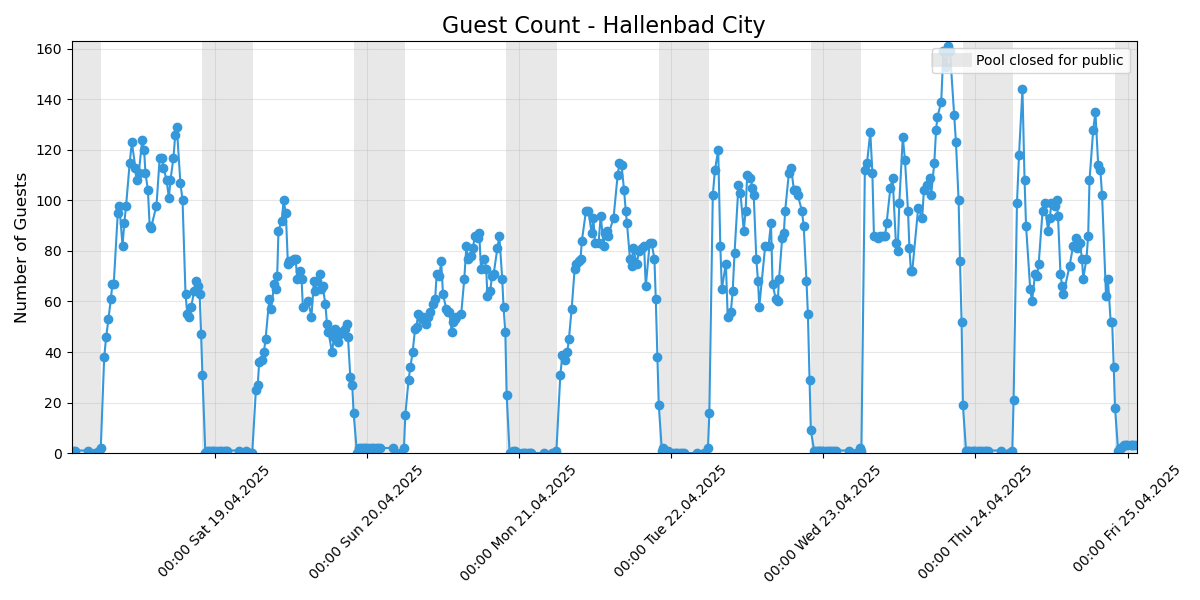 Guest Count - Hallenbad City
Number of Guests
160
140
120
100
80
60
40
20
0
Pool closed for public
00:00 Sat 19.04.2025
00:00 Sun 20.04.2025
00:00 Mon 21.04.2025
00:00 Tue 22.04.2025
00:00 Wed 23.04.2025
00:00 Thu 24.04.2025
00:00 Fri 25.04.2025